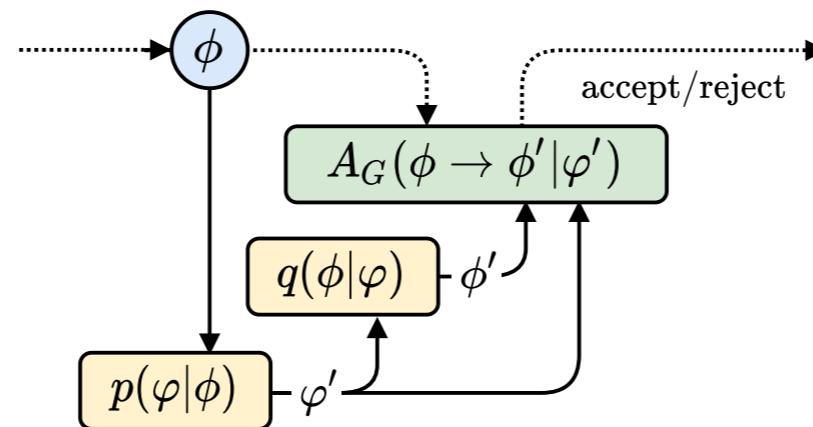 ϕ
accept/reject
A_G(ϕ → ϕ′|φ′)
q(ϕ|φ)
ϕ′
p(φ|ϕ)
φ′